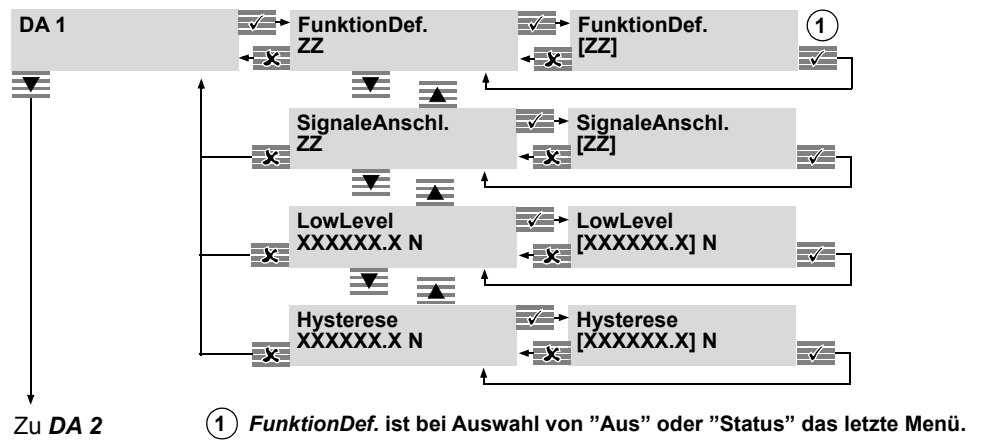 DA 1
FunktionDef.
ZZ
FunktionDef.
[ZZ]
1
SignaleAnschl.
ZZ
SignaleAnschl.
[ZZ]
LowLevel
XXXXXX.X N
LowLevel
[XXXXXX.X] N
Hysterese
XXXXXX.X N
Hysterese
[XXXXXX.X] N
Zu DA 2
1 FunktionDef. ist bei Auswahl von ”Aus” oder ”Status” das letzte Menü.